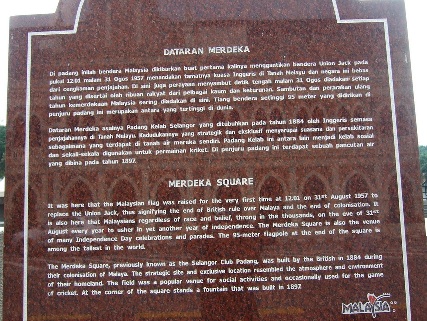 DATARAN MERDEKA
Di padang inilah bendera Malaysia dikibarkan buat pertama kalinya menggantikan bendera Union Jack pada
pukul 12.01 malam 31 Ogos 1957 menandakan tamatnya kuasa Inggeris di Tanah Melayu dan negara ini bebas
dari cengkaman penjajahan. Di sini juga rakyatnya menyambut detik tengah malam 31 Ogos diadakan setiap
tahun yang disertai oleh ribuan rakyat dari pelbagai kaum dan keturunan. Sambutan dan perarakan ulang
tahun kemerdekaan Malaysia sering diadakan di sini. Tiang bendera setinggi 95 meter yang didirikan di
penjuru padang ini merupakan antara yang tertinggi di dunia.
Dataran Merdeka asalnya Padang Kelab Selangor yang ditubuhkan pada tahun 1884 oleh Inggeris semasa
penjajahannya di Tanah Melayu. Kedudukannya yang strategik dan eksklusif menyerupai suasana dan persekitaran
sebagaimana yang terdapat di tanah air mereka sendiri. Padang Kelab ini antara lain menjadi kelab sosial
dan sekali-sekala digunakan untuk permainan kriket. Di penjuru padang ini terdapat sebuah pancutan air
yang dibina pada tahun 1897.
MERDEKA SQUARE
It was here that the Malaysian flag was raised for the very first time at 12.01 on 31st August 1957 to
replace the Union Jack, thus signifying the end of British rule over Malaya and the end of colonisation. It
is also here that Malaysians regardless of race and belief, throng in the thousands, on the eve of 31st
August every year to usher in yet another year of independence. The Merdeka Square is also the venue
of many Independence Day celebrations and parades. The 95-meter flagpole at the end of the square is
among the tallest in the world.
The Merdeka Square, previously known as the Selangor Club Padang, was built by the British in 1884 during
their colonisation of Malaya. The strategic site and exclusive location resembled the atmosphere and environment
of their homeland. The field was a popular venue for social activities and occasionally used for the game
of cricket. At the corner of the square stands a fountain that was built in 1897.
MALAYSIA